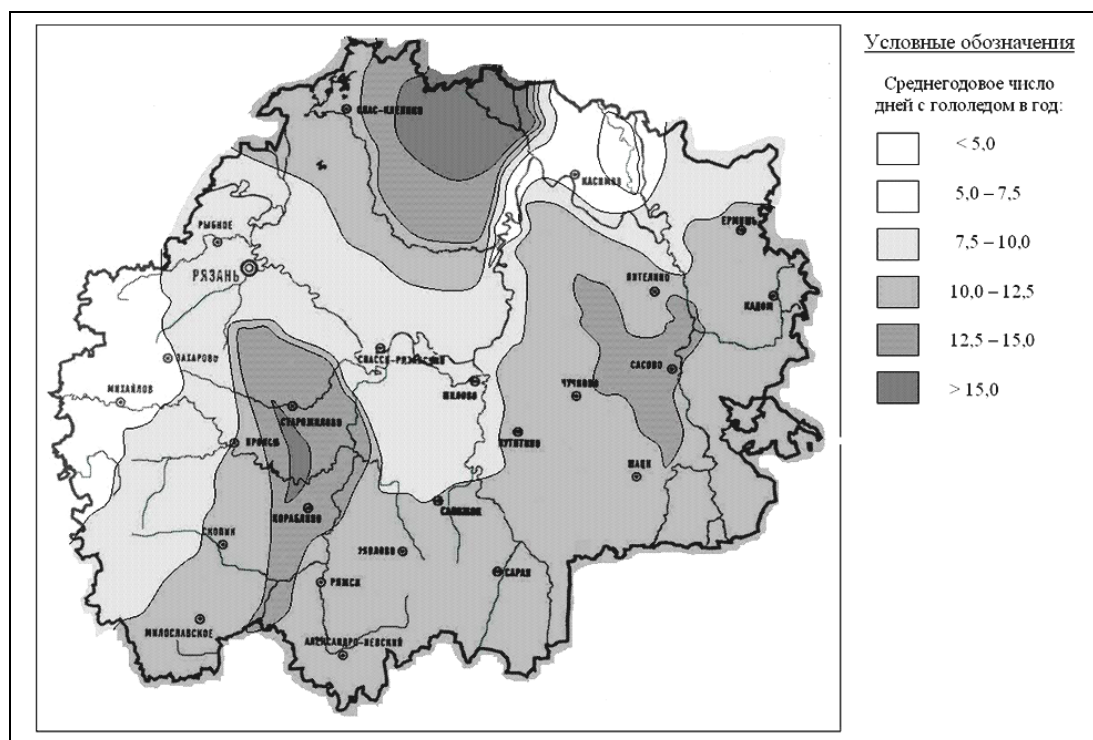 Условные обозначения
Среднегодовое число
дней с гололедом в год:
< 5,0
5,0 – 7,5
7,5 – 10,0
10,0 – 12,5
12,5 – 15,0
> 15,0
СПАС-КЛЕПИКИ
КАСИМОВ
РЫБНОЕ
ЕРМИШЬ
РЯЗАНЬ
ПИТЕЛИНО
КАДОМ
ЗАХАРОВО
САСОВО
МИХАЙЛОВ
ШИЛОВО
ЧУЧКОВО
СТАРОЖИЛОВО
ПРОНСК
ПУТЯТИНО
ШАЦК
САПОЖОК
КОРАБЛИНО
СКОПИН
УХОЛОВО
САРАИ
РЯЖСК
МИЛОСЛАВСКОЕ
АЛЕКСАНДРО-НЕВСКИЙ